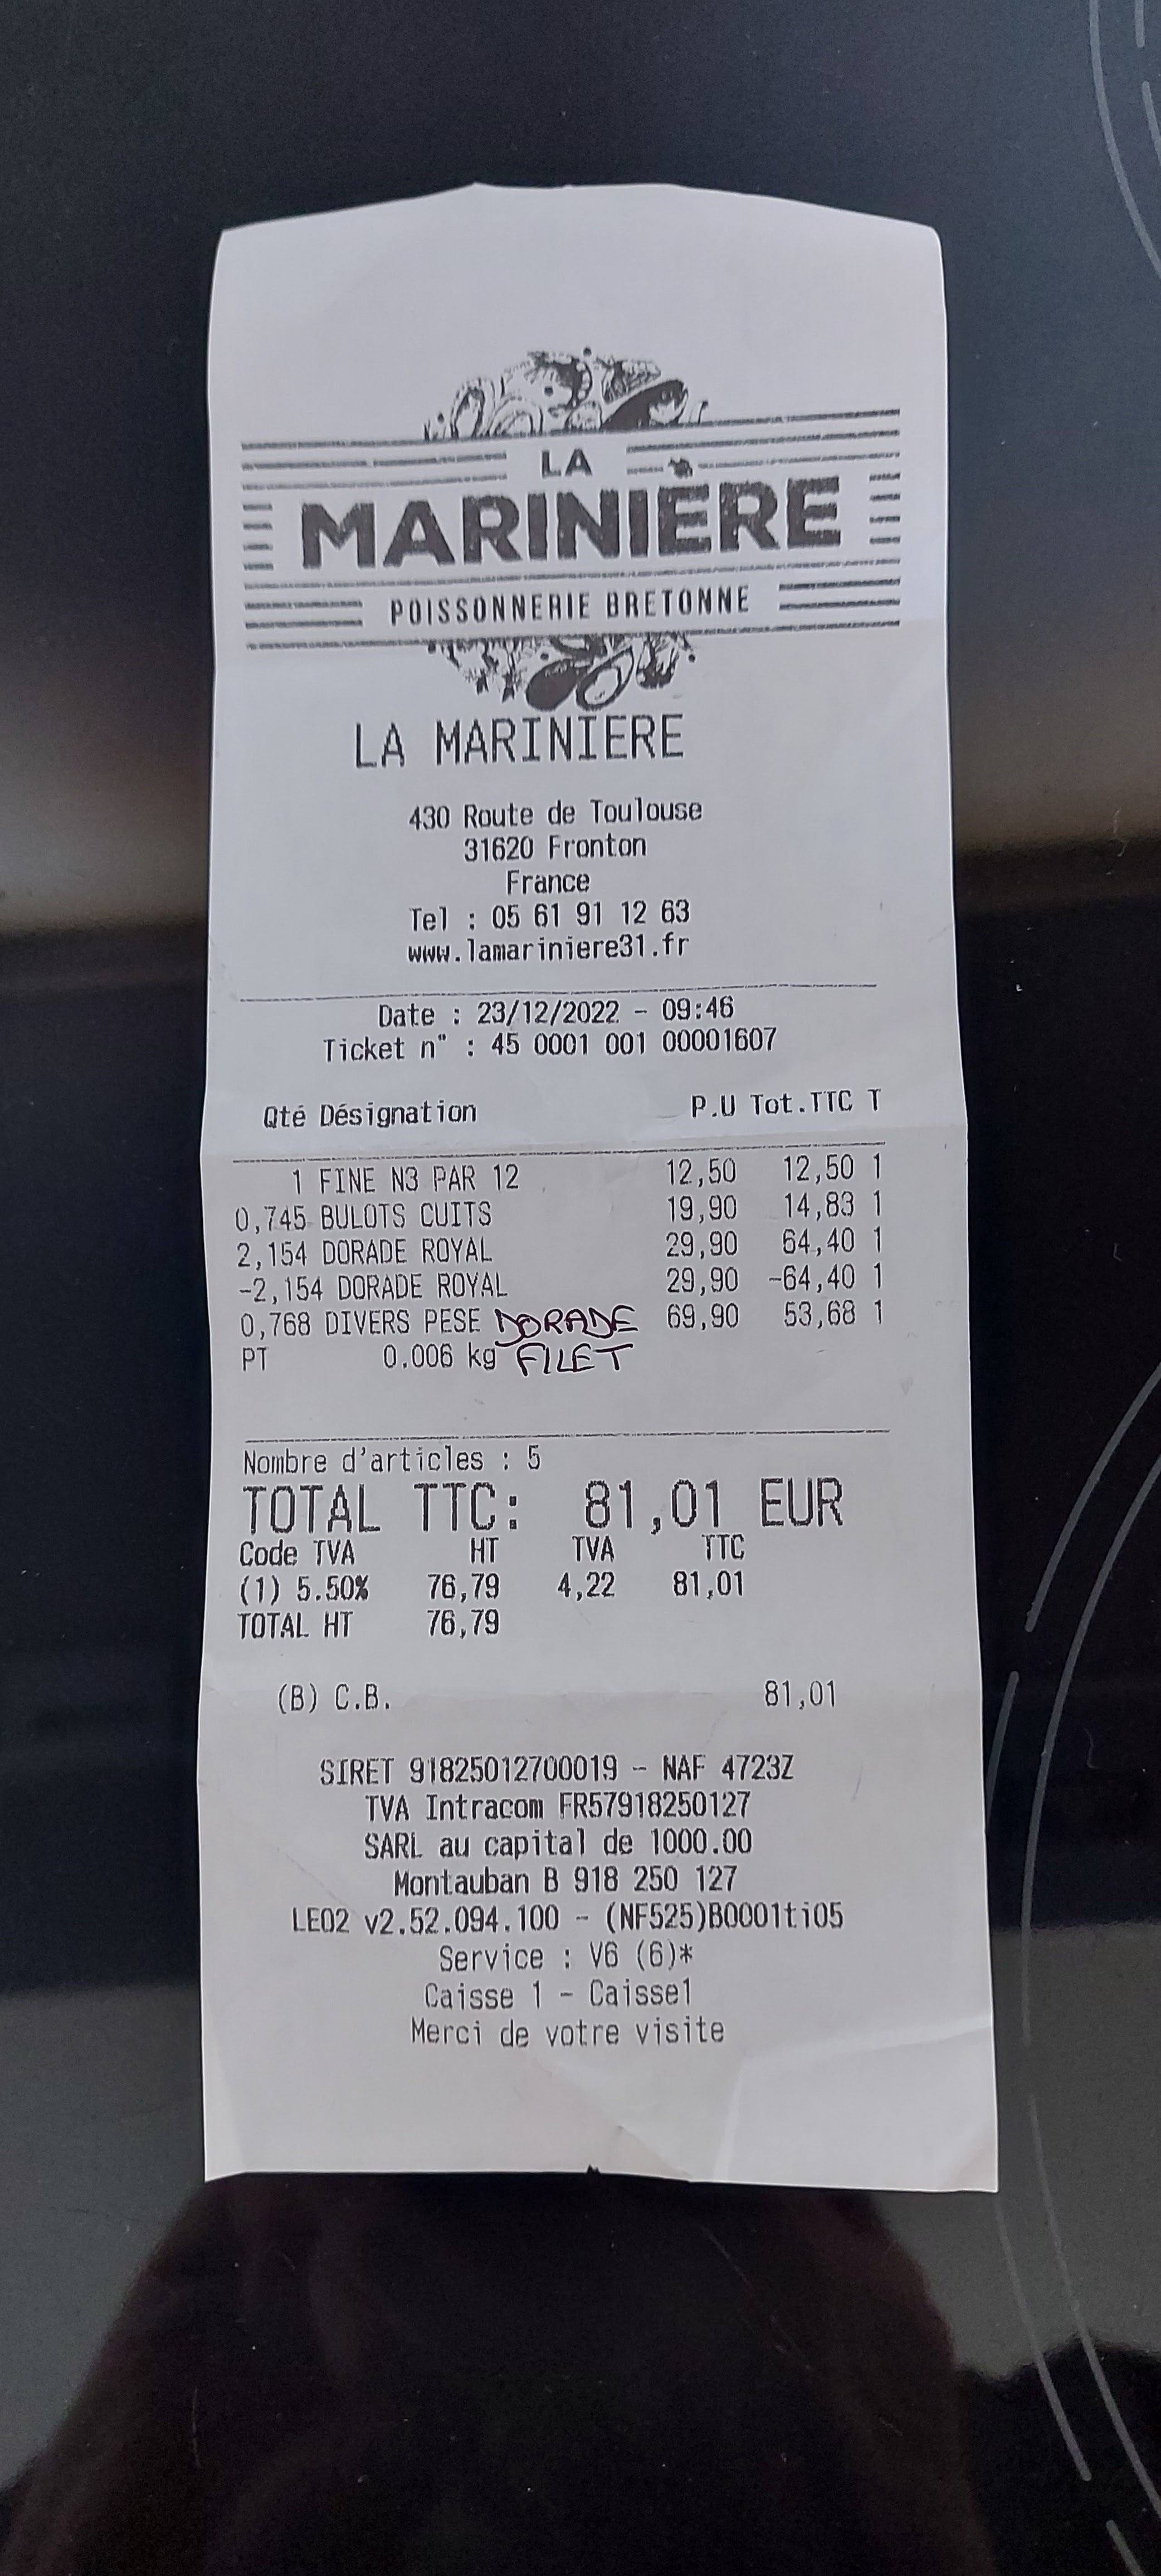 LA
MARINIÈRE
POISSONNERIE BRETONNE
LA MARINIERE
430 Route de Toulouse
31620 Fronton
France
Tel : 05 61 91 12 63
www.lamariniere31.fr
Date : 23/12/2022 - 09:46
Ticket n° : 45 0001 001 00001607
Qté Désignation P.U Tot.TTC T
1 FINE N3 PAR 12 12,50 12,50 1
0,745 BULOTS CUITS 19,90 14,83 1
2,154 DORADE ROYAL 29,90 64,40 1
-2,154 DORADE ROYAL 29,90 -64,40 1
0,768 DIVERS PESE DORADE 69,90 53,68 1
PT 0.006 kg FILET
Nombre d'articles : 5
TOTAL TTC: 81,01 EUR
Code TVA HT TVA TTC
(1) 5.50% 76,79 4,22 81,01
TOTAL HT 76,79
(B) C.B. 81,01
SIRET 91825012700019 - NAF 4723Z
TVA Intracom FR57918250127
SARL au capital de 1000.00
Montauban B 918 250 127
LEO2 v2.52.094.100 - (NF525)B0001ti05
Service : V6 (6)*
Caisse 1 - Caisse1
Merci de votre visite